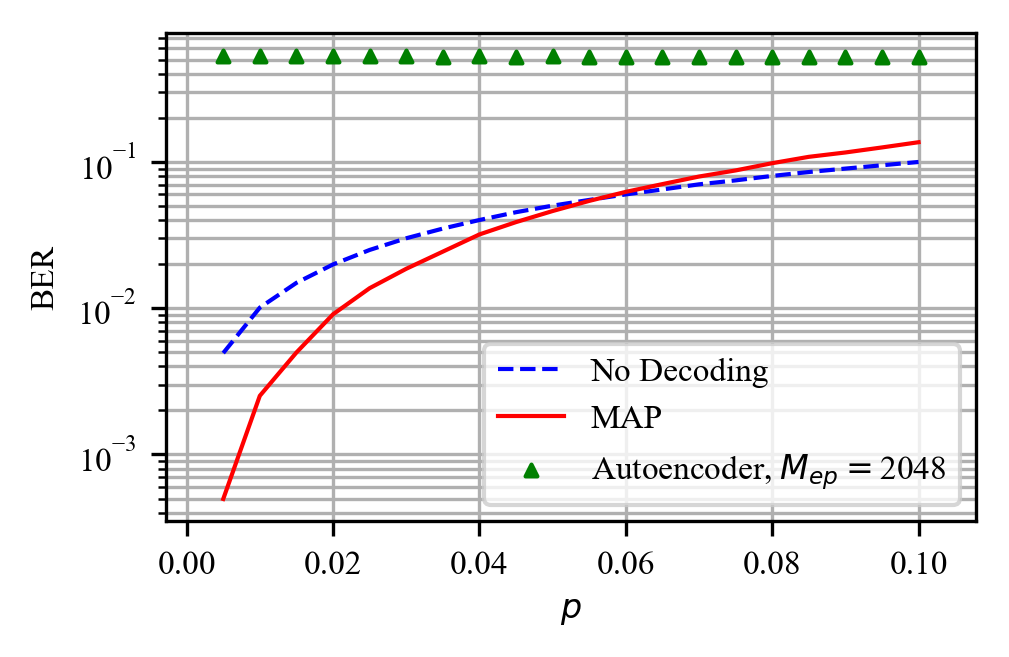 BER
10⁻¹
10⁻²
10⁻³
No Decoding
MAP
Autoencoder, Mₑₚ = 2048
0.00 0.02 0.04 0.06 0.08 0.10
p